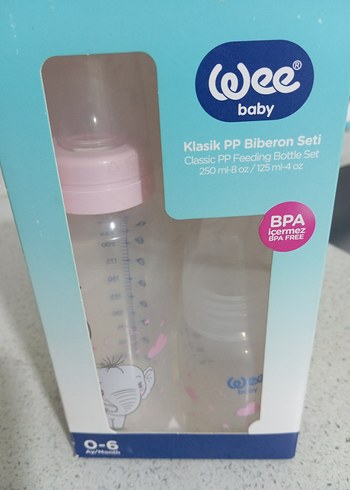 Wee®
baby
Klasik PP Biberon Seti
Classic PP Feeding Bottle Set
250 ml-8 oz / 125 ml-4 oz
BPA
içermez
BPA FREE
Wee
baby
0-6
Ay/Month